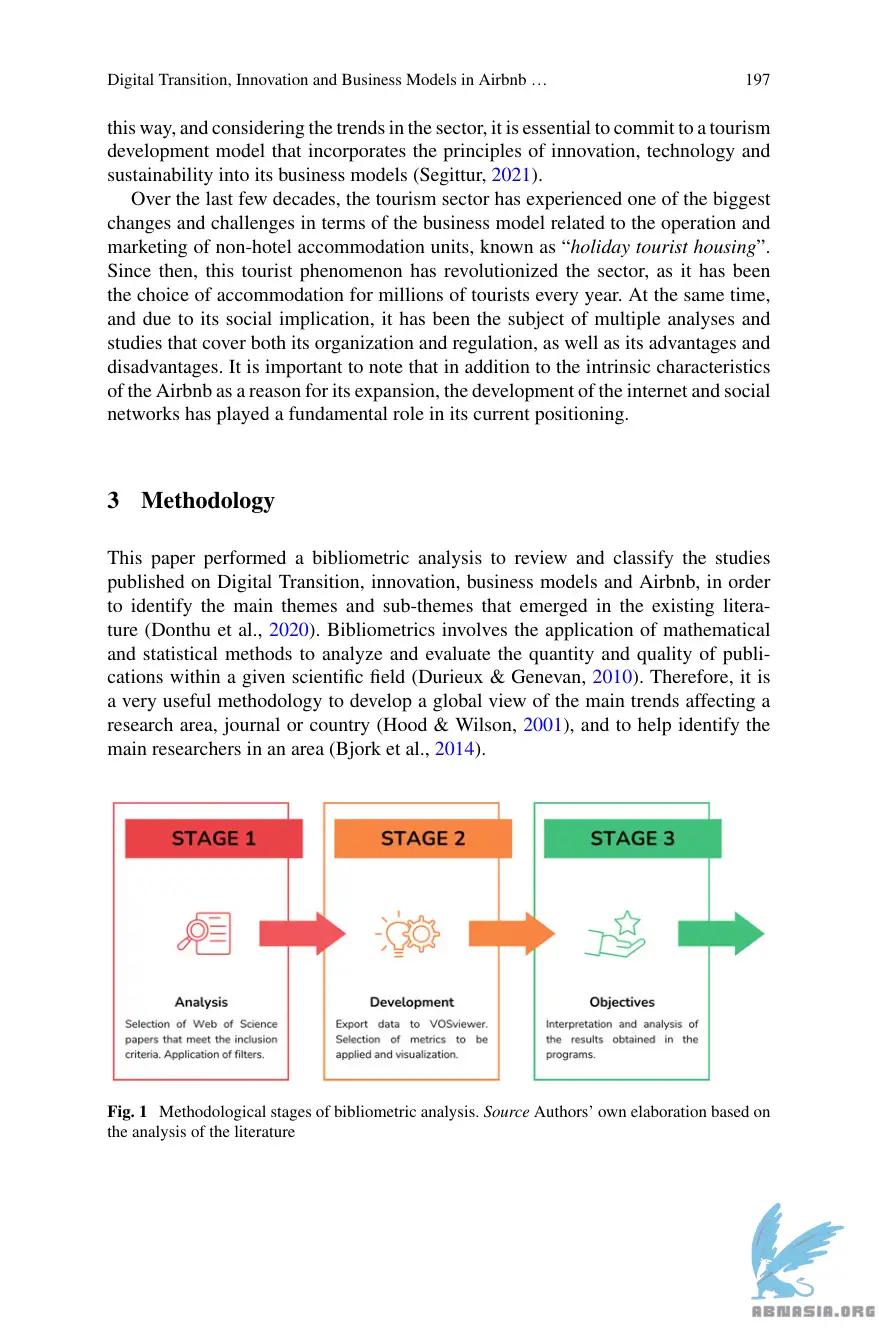 Digital Transition, Innovation and Business Models in Airbnb … 197
this way, and considering the trends in the sector, it is essential to commit to a tourism
development model that incorporates the principles of innovation, technology and
sustainability into its business models (Segittur, 2021).
Over the last few decades, the tourism sector has experienced one of the biggest
changes and challenges in terms of the business model related to the operation and
marketing of non-hotel accommodation units, known as “holiday tourist housing”.
Since then, this tourist phenomenon has revolutionized the sector, as it has been
the choice of accommodation for millions of tourists every year. At the same time,
and due to its social implication, it has been the subject of multiple analyses and
studies that cover both its organization and regulation, as well as its advantages and
disadvantages. It is important to note that in addition to the intrinsic characteristics
of the Airbnb as a reason for its expansion, the development of the internet and social
networks has played a fundamental role in its current positioning.
3 Methodology
This paper performed a bibliometric analysis to review and classify the studies
published on Digital Transition, innovation, business models and Airbnb, in order
to identify the main themes and sub-themes that emerged in the existing litera-
ture (Donthu et al., 2020). Bibliometrics involves the application of mathematical
and statistical methods to analyze and evaluate the quantity and quality of publi-
cations within a given scientific field (Durieux & Genevan, 2010). Therefore, it is
a very useful methodology to develop a global view of the main trends affecting a
research area, journal or country (Hood & Wilson, 2001), and to help identify the
main researchers in an area (Bjork et al., 2014).
STAGE 1
Analysis
Selection of Web of Science
papers that meet the inclusion
criteria. Application of filters.
STAGE 2
Development
Export data to VOSviewer.
Selection of metrics to be
applied and visualization.
STAGE 3
Objectives
Interpretation and analysis of
the results obtained in the
programs.
Fig. 1 Methodological stages of bibliometric analysis. Source Authors’ own elaboration based on
the analysis of the literature
ABNASIA.ORG